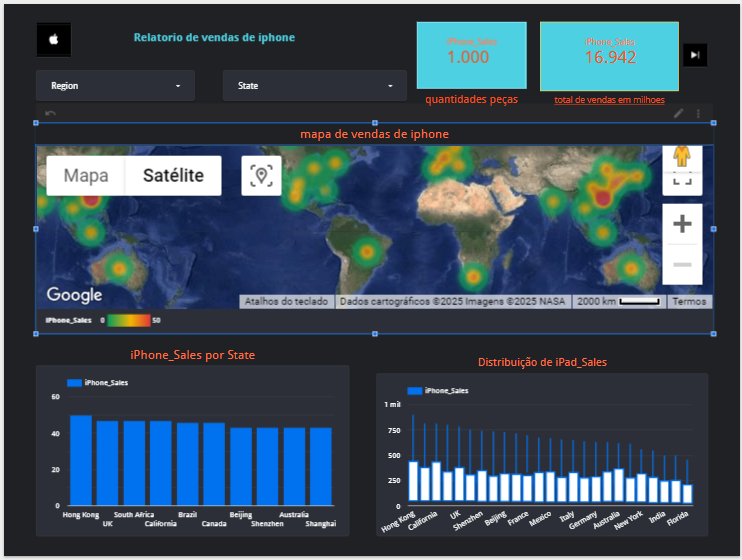 Relatorio de vendas de iphone
iPhone_Sales
1.000
iPhone_Sales
16.942
Region
State
quantidades peças
total de vendas em milhoes
mapa de vendas de iphone
Mapa
Satélite
Google
Atalhos do teclado
Dados cartográficos ©2025 Imagens ©2025 NASA
2000 km
Termos
iPhone_Sales 0 50
iPhone_Sales por State
Distribuição de iPad_Sales
iPhone_Sales
60
40
20
0
Hong Kong
UK
South Africa
California
Brazil
Canada
Beijing
Shenzhen
Australia
Shanghai
iPhone_Sales
1 mil
750
500
250
0
Hong Kong
California
UK
Shenzhen
Beijing
France
Mexico
Italy
Germany
Australia
New York
India
Florida